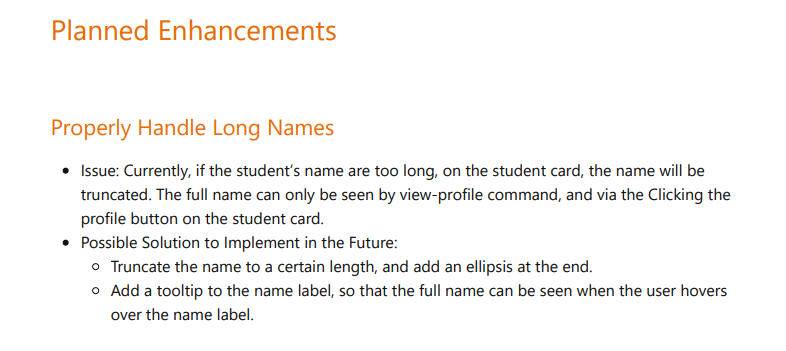 Planned Enhancements
Properly Handle Long Names
• Issue: Currently, if the student's name are too long, on the student card, the name will be
truncated. The full name can only be seen by view-profile command, and via the Clicking the
profile button on the student card.
• Possible Solution to Implement in the Future:
◦ Truncate the name to a certain length, and add an ellipsis at the end.
◦ Add a tooltip to the name label, so that the full name can be seen when the user hovers
over the name label.